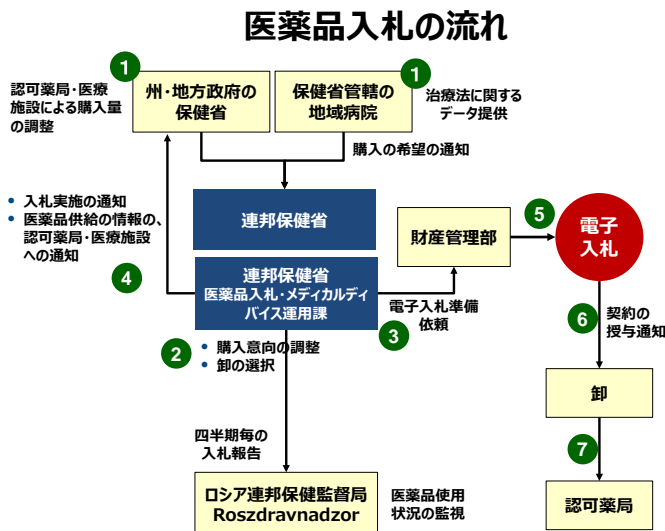 医薬品入札の流れ
1
認可薬局・医療
施設による購入量
の調整
州・地方政府の
保健省
保健省管轄の
地域病院
1
治療法に関する
データ提供
購入の希望の通知
• 入札実施の通知
• 医薬品供給の情報の、
認可薬局・医療施設
への通知
4
連邦保健省
連邦保健省
医薬品入札・メディカルディ
バイス運用課
財産管理部
5
電子
入札
3
電子入札準備
依頼
2
• 購入意向の調整
• 卸の選択
6
契約の
授与通知
卸
四半期毎の
入札報告
7
ロシア連邦保健監督局
Roszdravnadzor
医薬品使用
状況の監視
認可薬局